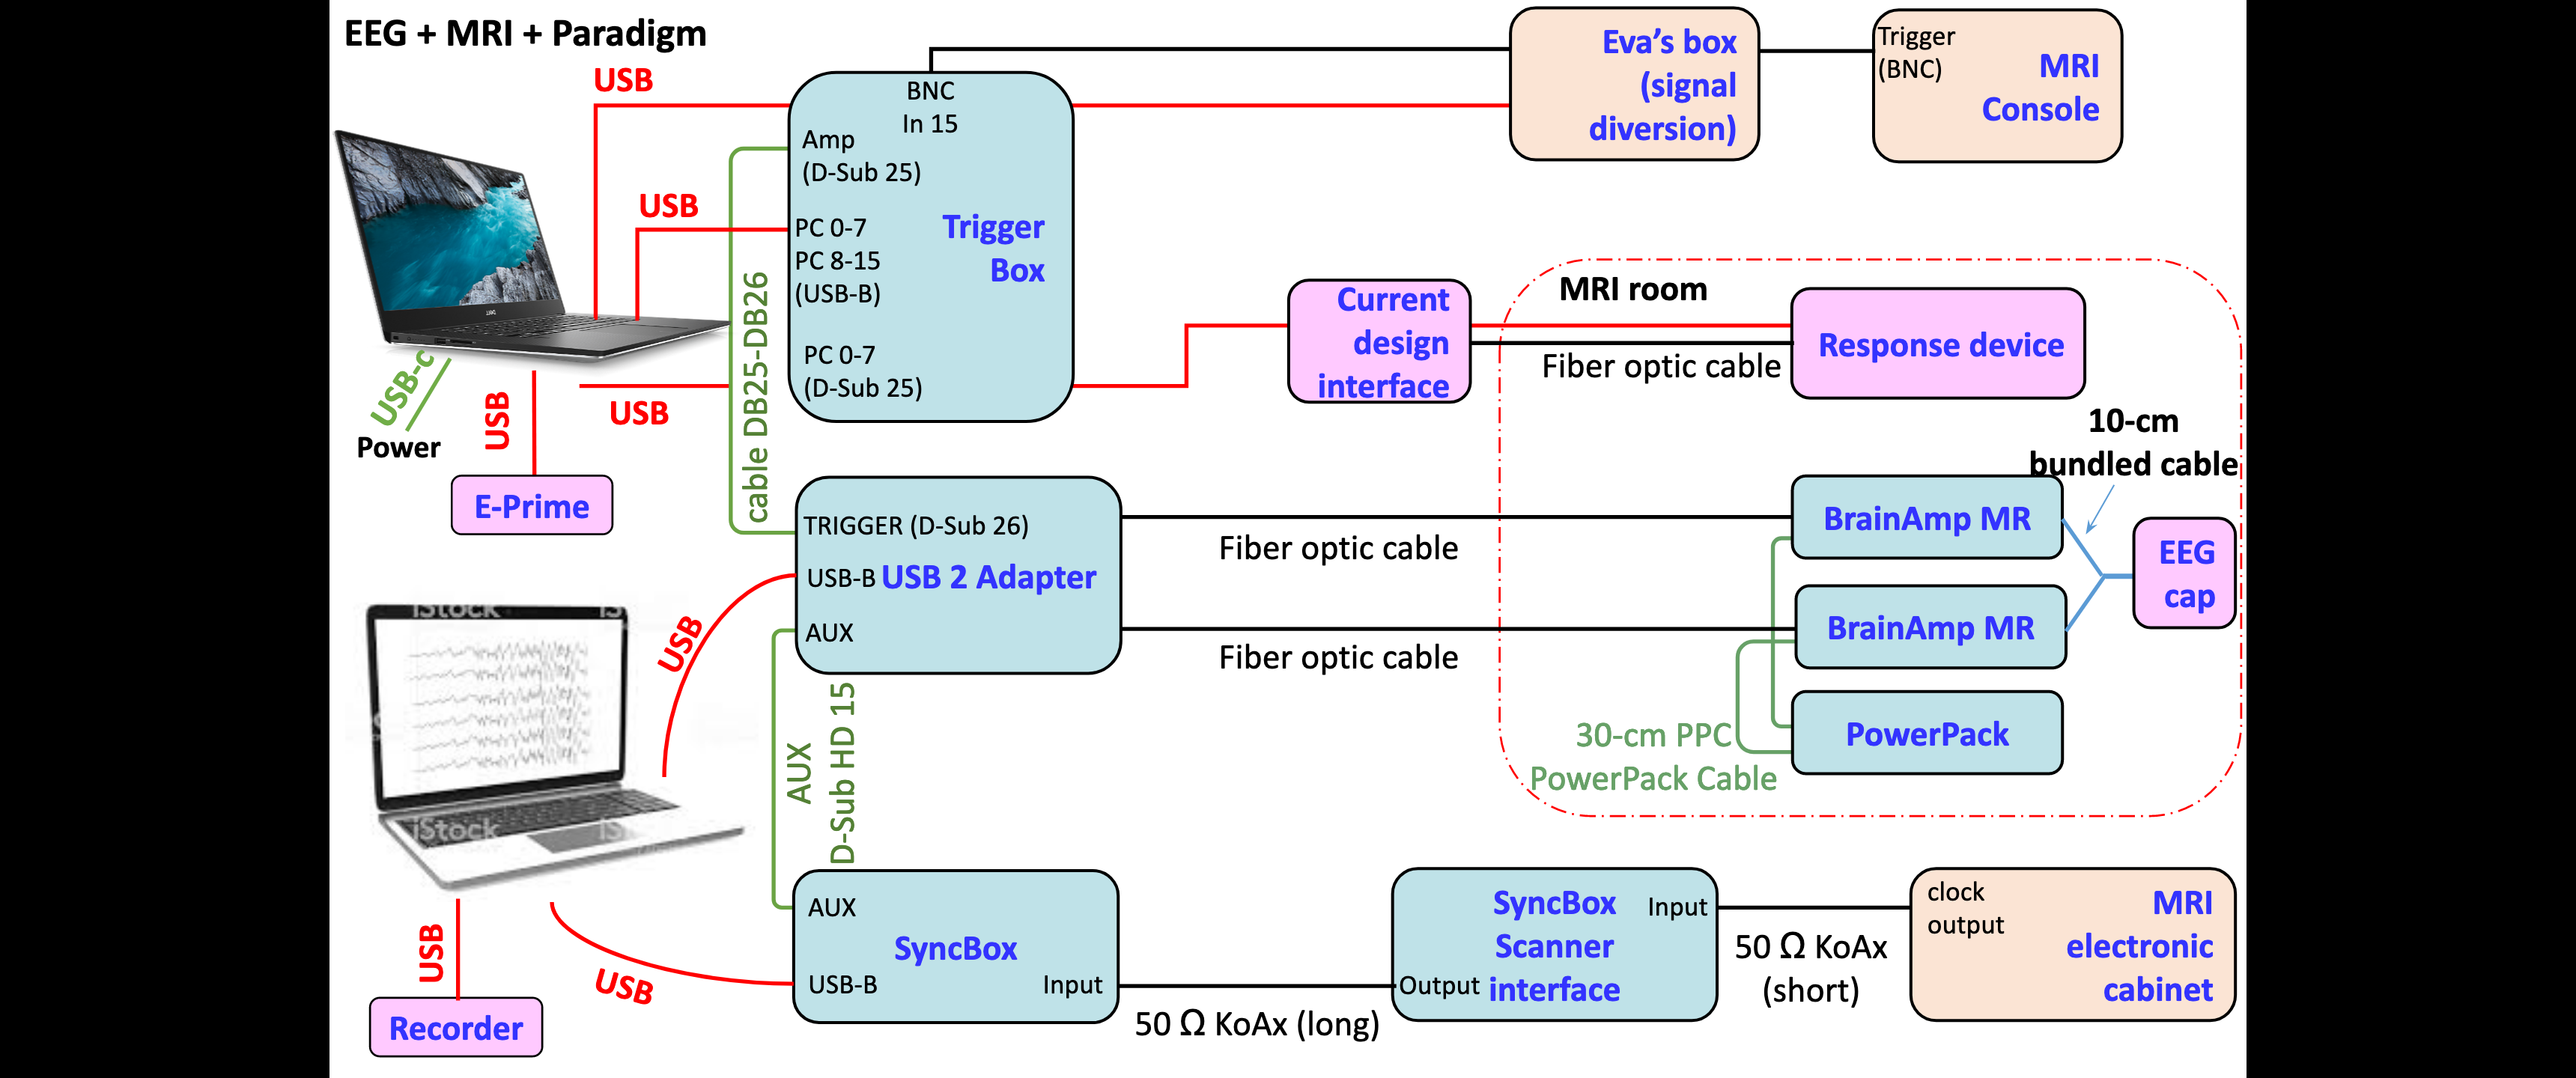 EEG + MRI + Paradigm
USB
BNC
In 15
Amp
(D-Sub 25)
USB
PC 0-7
PC 8-15
(USB-B)
Trigger
Box
PC 0-7
(D-Sub 25)
Eva's box
(signal
diversion)
Trigger
(BNC)
MRI
Console
DELL
USB-c
Power
USB
USB
E-Prime
cable DB25-DB26
Current
design
interface
MRI room
Fiber optic cable
Response device
10-cm
bundled cable
TRIGGER (D-Sub 26)
USB-B
USB 2 Adapter
AUX
Fiber optic cable
Fiber optic cable
BrainAmp MR
BrainAmp MR
EEG
cap
PowerPack
30-cm PPC
PowerPack Cable
USB
iStock
iStock
AUX
D-Sub HD 15
USB
Recorder
USB
AUX
SyncBox
USB-B
Input
50 Ω KoAx (long)
SyncBox
Scanner
interface
Input
Output
50 Ω KoAx
(short)
clock
output
MRI
electronic
cabinet